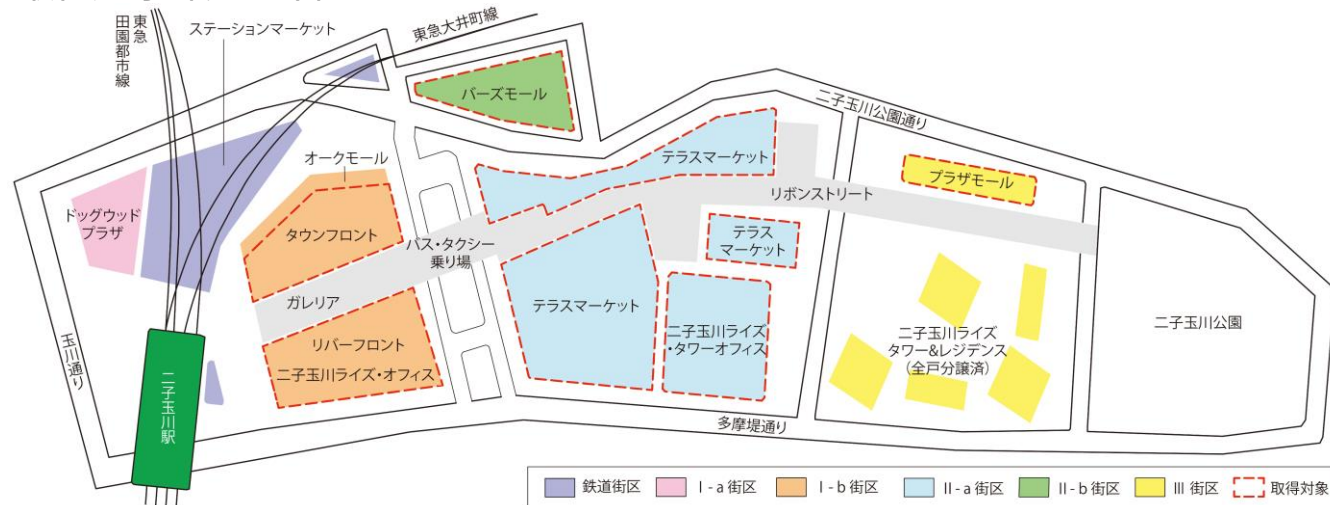 東急
田園都市線
ステーションマーケット
東急大井町線
バーズモール
二子玉川公園通り
オークモール
テラスマーケット
プラザモール
リボンストリート
ドッグウッド
プラザ
タウンフロント
バス・タクシー
乗り場
テラス
マーケット
ガレリア
テラスマーケット
リバーフロント
二子玉川ライズ・オフィス
二子玉川ライズ
・タワーオフィス
二子玉川ライズ
タワー&レジデンス
(全戸分譲済)
二子玉川公園
玉川通り
二子玉川駅
多摩堤通り
鉄道街区
I-a 街区
I-b 街区
II-a 街区
II-b 街区
III 街区
取得対象